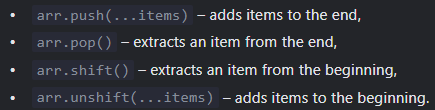 • arr.push(...items) – adds items to the end,
• arr.pop() – extracts an item from the end,
• arr.shift() – extracts an item from the beginning,
• arr.unshift(...items) – adds items to the beginning.